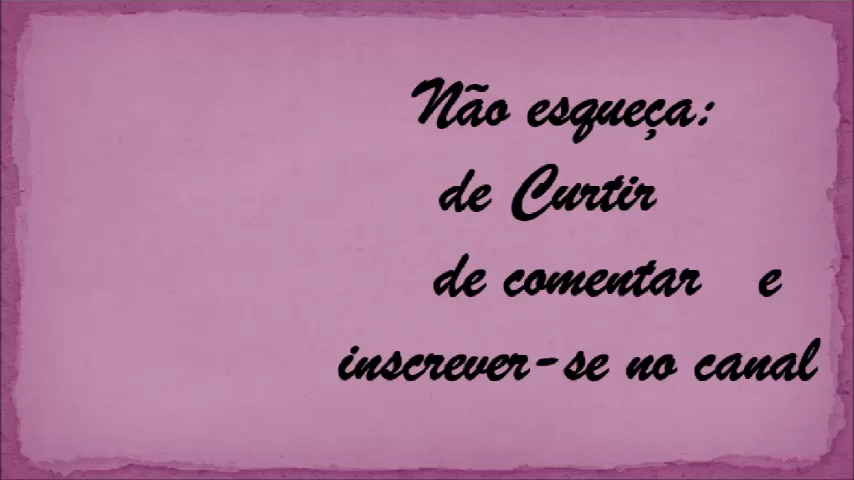 Não esqueça:
de Curtir
de comentar e
inscrever-se no canal